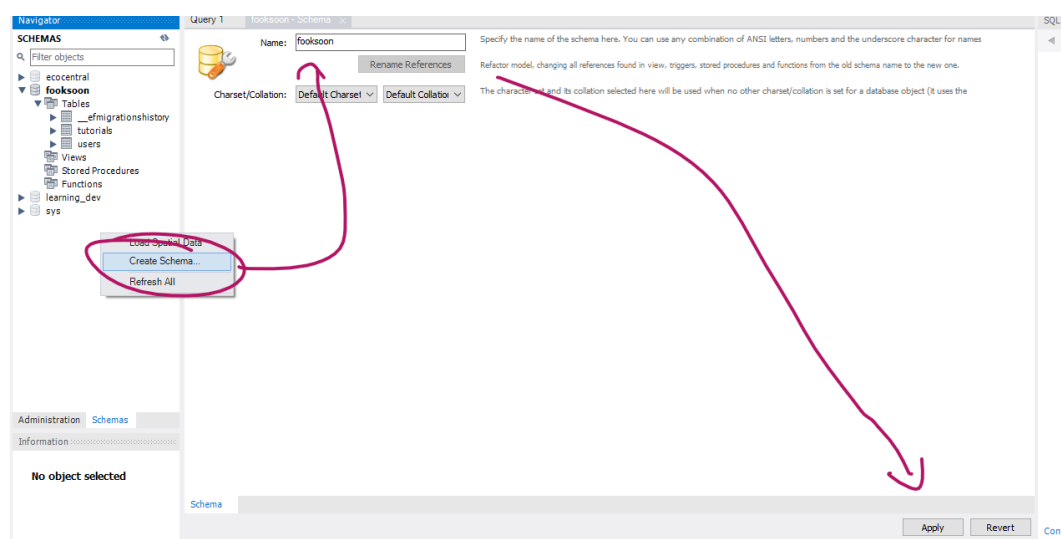 Navigator
SCHEMAS
Filter objects
ecocentral
fooksoon
Tables
__efmigrationshistory
tutorials
users
Views
Stored Procedures
Functions
learning_dev
sys
Load Spatial Data
Create Schema...
Refresh All
Administration Schemas
Information
No object selected
Query 1 fooksoon - Schema
Name: fooksoon Specify the name of the schema here. You can use any combination of ANSI letters, numbers and the underscore character for names
Rename References Refactor model, changing all references found in view, triggers, stored procedures and functions from the old schema name to the new one.
Charset/Collation: Default Charset Default Collation The character set and its collation selected here will be used when no other charset/collation is set for a database object (it uses the
Schema
Apply Revert
SQL
Con